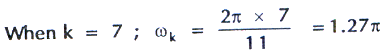 When k = 7 ; ωₖ = 2π × 7 / 11 = 1.27π